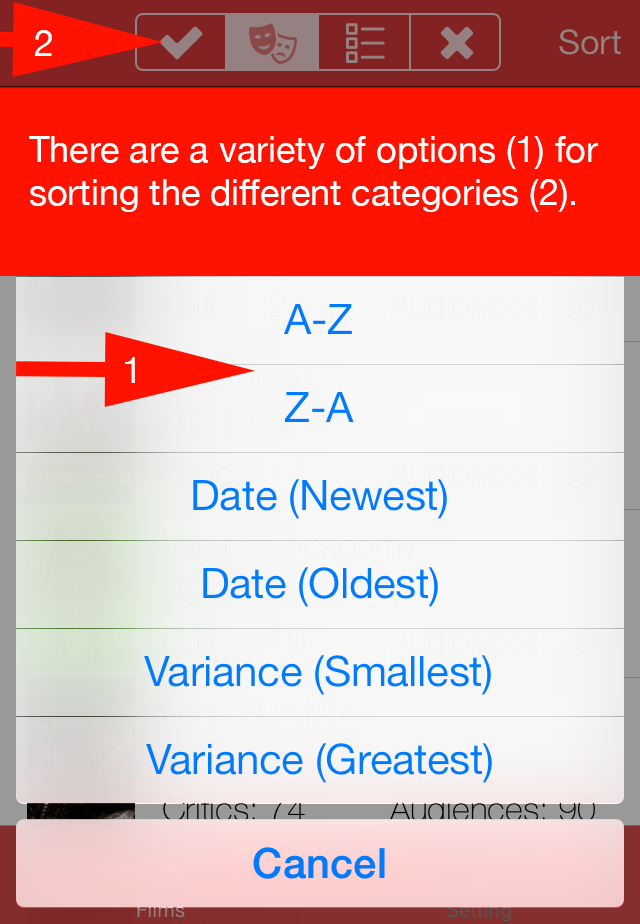 2
Sort
There are a variety of options (1) for
sorting the different categories (2).
A-Z
1
Z-A
Date (Newest)
Date (Oldest)
Variance (Smallest)
Variance (Greatest)
Critics: 74 Audiences: 90
Cancel
Films Setting